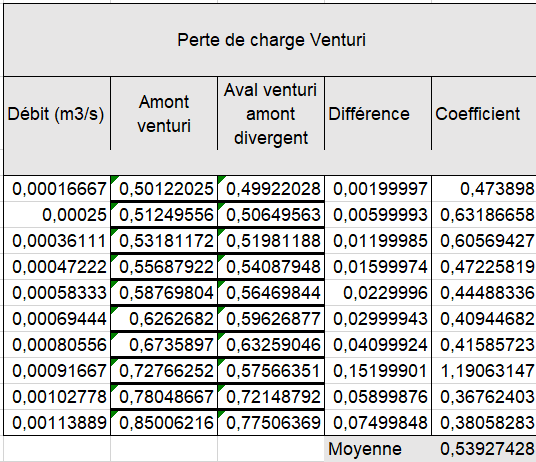 Perte de charge Venturi
Débit (m3/s) Amont venturi Aval venturi amont divergent Différence Coefficient
0,00016667 0,50122025 0,49922028 0,00199997 0,473898
0,00025 0,51249556 0,50649563 0,00599993 0,63186658
0,00036111 0,53181172 0,51981188 0,01199985 0,60569427
0,00047222 0,55687922 0,54087948 0,01599974 0,47225819
0,00058333 0,58769804 0,56469844 0,0229996 0,44488336
0,00069444 0,6262682 0,59626877 0,02999943 0,40944682
0,00080556 0,6735897 0,63259046 0,04099924 0,41585723
0,00091667 0,72766252 0,57566351 0,15199901 1,19063147
0,00102778 0,78048667 0,72148792 0,05899876 0,36762403
0,00113889 0,85006216 0,77506369 0,07499848 0,38058283
Moyenne 0,53927428